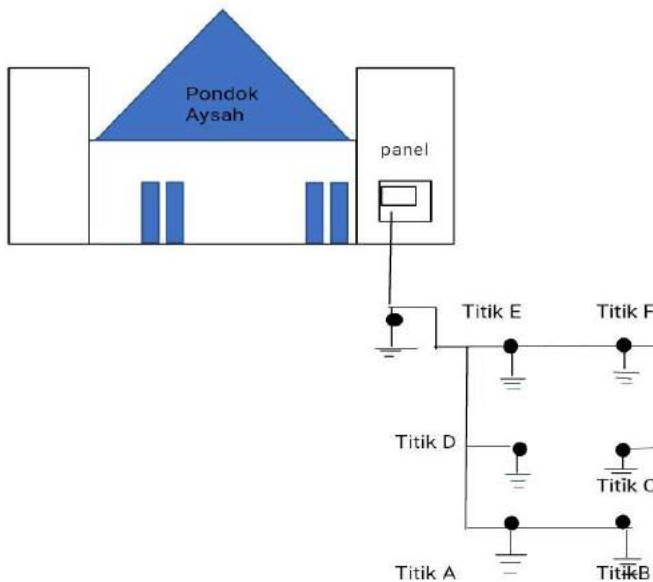 Pondok
Aysah
panel
Titik E
Titik F
Titik D
Titik C
Titik A
TitikB